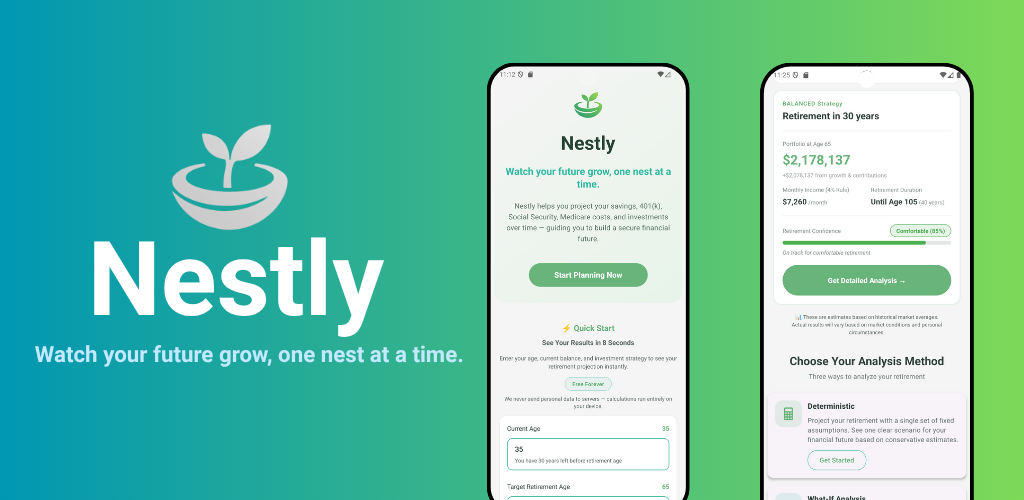 Nestly
Watch your future grow, one nest at a time.
11:12
Nestly
Watch your future grow, one nest at a
time.
Nestly helps you project your savings, 401(k),
Social Security, Medicare costs, and investments
over time — guiding you to build a secure financial
future.
Start Planning Now
⚡ Quick Start
See Your Results in 8 Seconds
Enter your age, current balance, and investment strategy to see your
retirement projection instantly.
Free Forever
We never send personal data to servers — calculations run entirely on
your device.
Current Age 35
35
You have 30 years left before retirement age
Target Retirement Age 65
11:25
BALANCED Strategy
Retirement in 30 years
Portfolio at Age 65
$2,178,137
+$2,078,137 from growth & contributions
Monthly Income (4% Rule) Retirement Duration
$7,260 /month Until Age 105 (40 years)
Retirement Confidence Comfortable (85%)
On track for comfortable retirement
Get Detailed Analysis →
📊 These are estimates based on historical market averages.
Actual results will vary based on market conditions and personal
circumstances.
Choose Your Analysis Method
Three ways to analyze your retirement
Deterministic
Project your retirement with a single set of fixed
assumptions. See one clear scenario for your
financial future based on conservative estimates.
Get Started
What-If Analysis